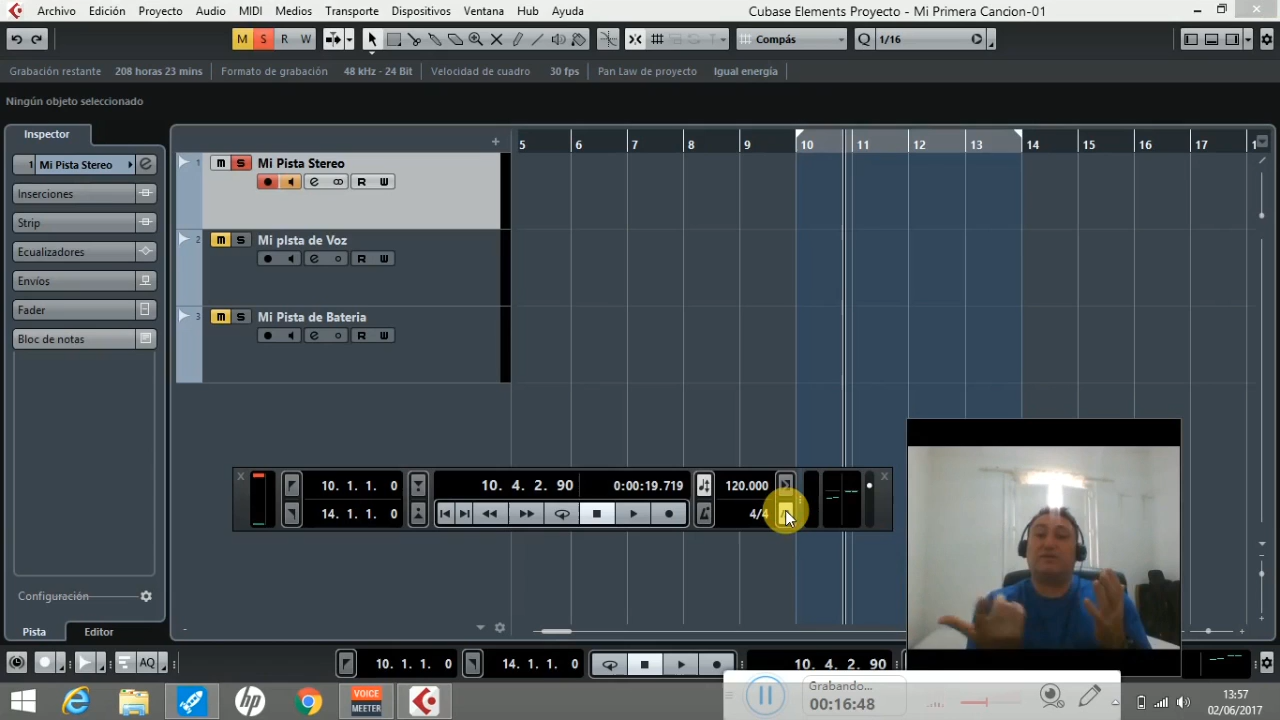 Archivo Edición Proyecto Audio MIDI Medios Transporte Dispositivos Ventana Hub Ayuda Cubase Elements Proyecto - Mi Primera Cancion-01
M S R W Compás Q 1/16
Grabación restante 208 horas 23 mins Formato de grabación 48 kHz - 24 Bit Velocidad de cuadro 30 fps Pan Law de proyecto Igual energía
Ningún objeto seleccionado
Inspector
5 6 7 8 9 10 11 12 13 14 15 16 17 1
1 Mi Pista Stereo
1 M S Mi Pista Stereo
R W
Inserciones
Strip
2 M S Mi pIsta de Voz
R W
Ecualizadores
Envíos
Fader
3 M S Mi Pista de Bateria
R W
Bloc de notas
10. 1. 1. 0 10. 4. 2. 90 0:00:19.719 120.000
14. 1. 1. 0 4/4
Configuración
Pista Editor
AQ 10. 1. 1. 0 14. 1. 1. 0 10. 4. 2. 90
Grabando...
00:16:48
hp
VOICE
MEETER
13:57
02/06/2017